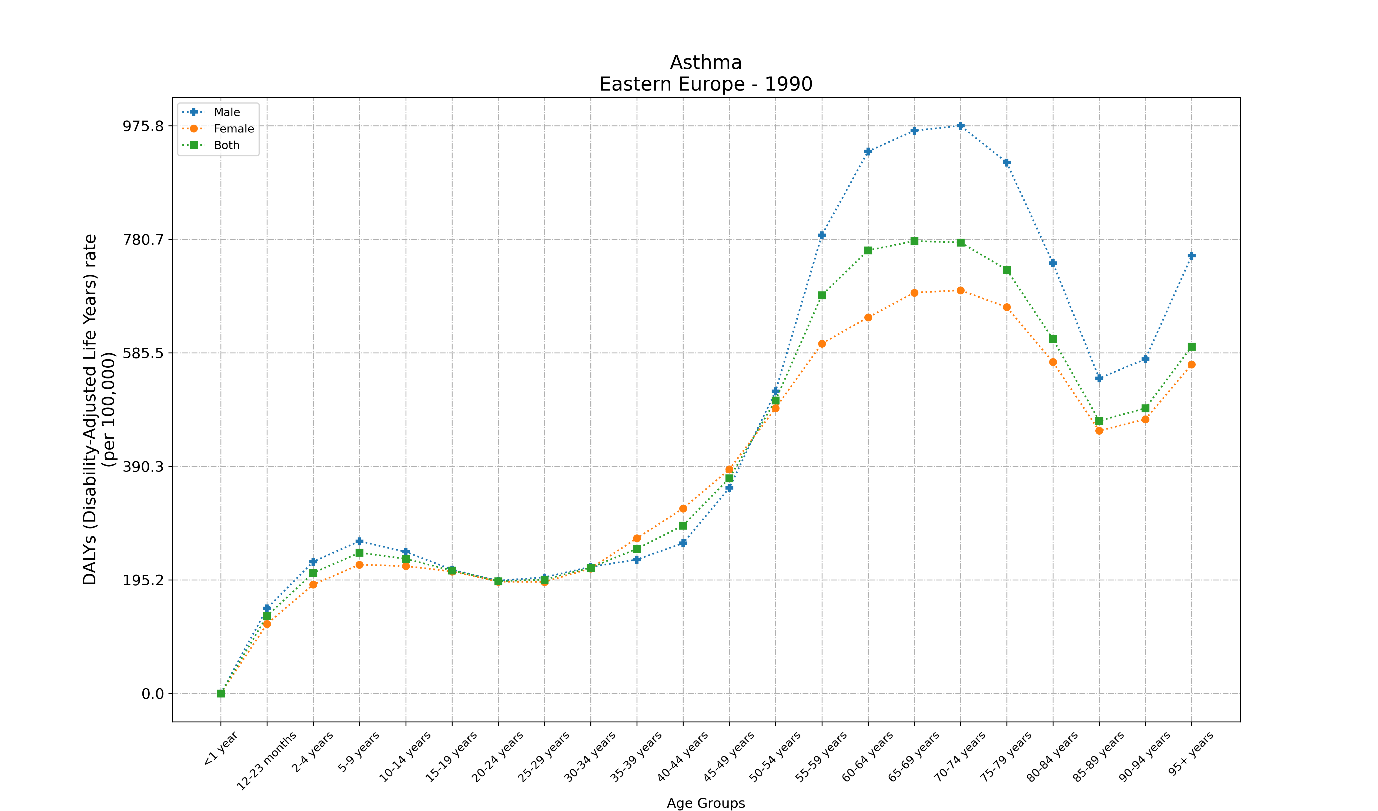 Asthma
Eastern Europe - 1990
Male
Female
Both
975.8
780.7
585.5
390.3
195.2
0.0
DALYs (Disability-Adjusted Life Years) rate
(per 100,000)
<1 year
12-23 months
2-4 years
5-9 years
10-14 years
15-19 years
20-24 years
25-29 years
30-34 years
35-39 years
40-44 years
45-49 years
50-54 years
55-59 years
60-64 years
65-69 years
70-74 years
75-79 years
80-84 years
85-89 years
90-94 years
95+ years
Age Groups